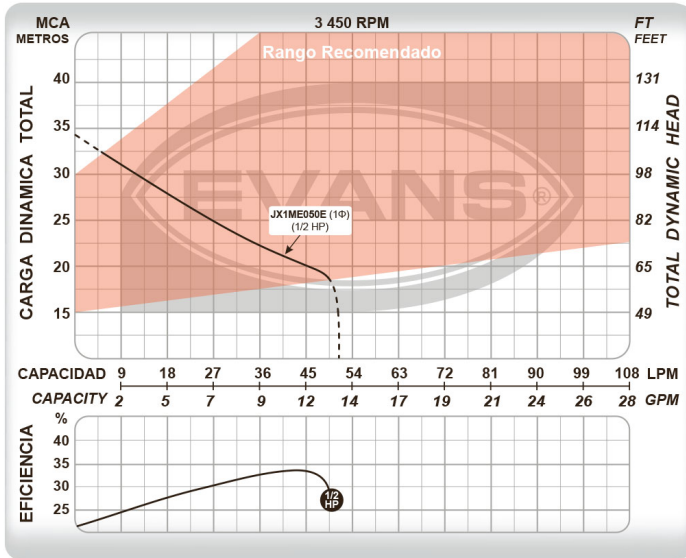 MCA
METROS
3 450 RPM
FT
FEET
Rango Recomendado
CARGA DINAMICA TOTAL
40
35
30
25
20
15
131
114
98
82
65
49
TOTAL DYNAMIC HEAD
EVANS®
JX1ME050E (1Φ)
(1/2 HP)
CAPACIDAD 9 18 27 36 45 54 63 72 81 90 99 108 LPM
CAPACITY 2 5 7 9 12 14 17 19 21 24 26 28 GPM
%
EFICIENCIA
40
35
30
25
1/2
HP